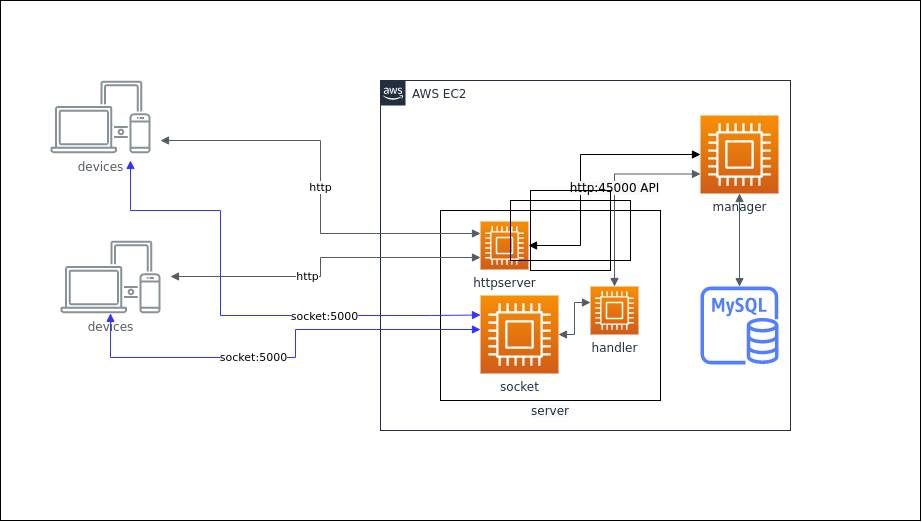 aws
AWS EC2
devices
http
http:45000 API
manager
httpserver
http
devices
socket:5000
MySQL
handler
socket:5000
socket
server